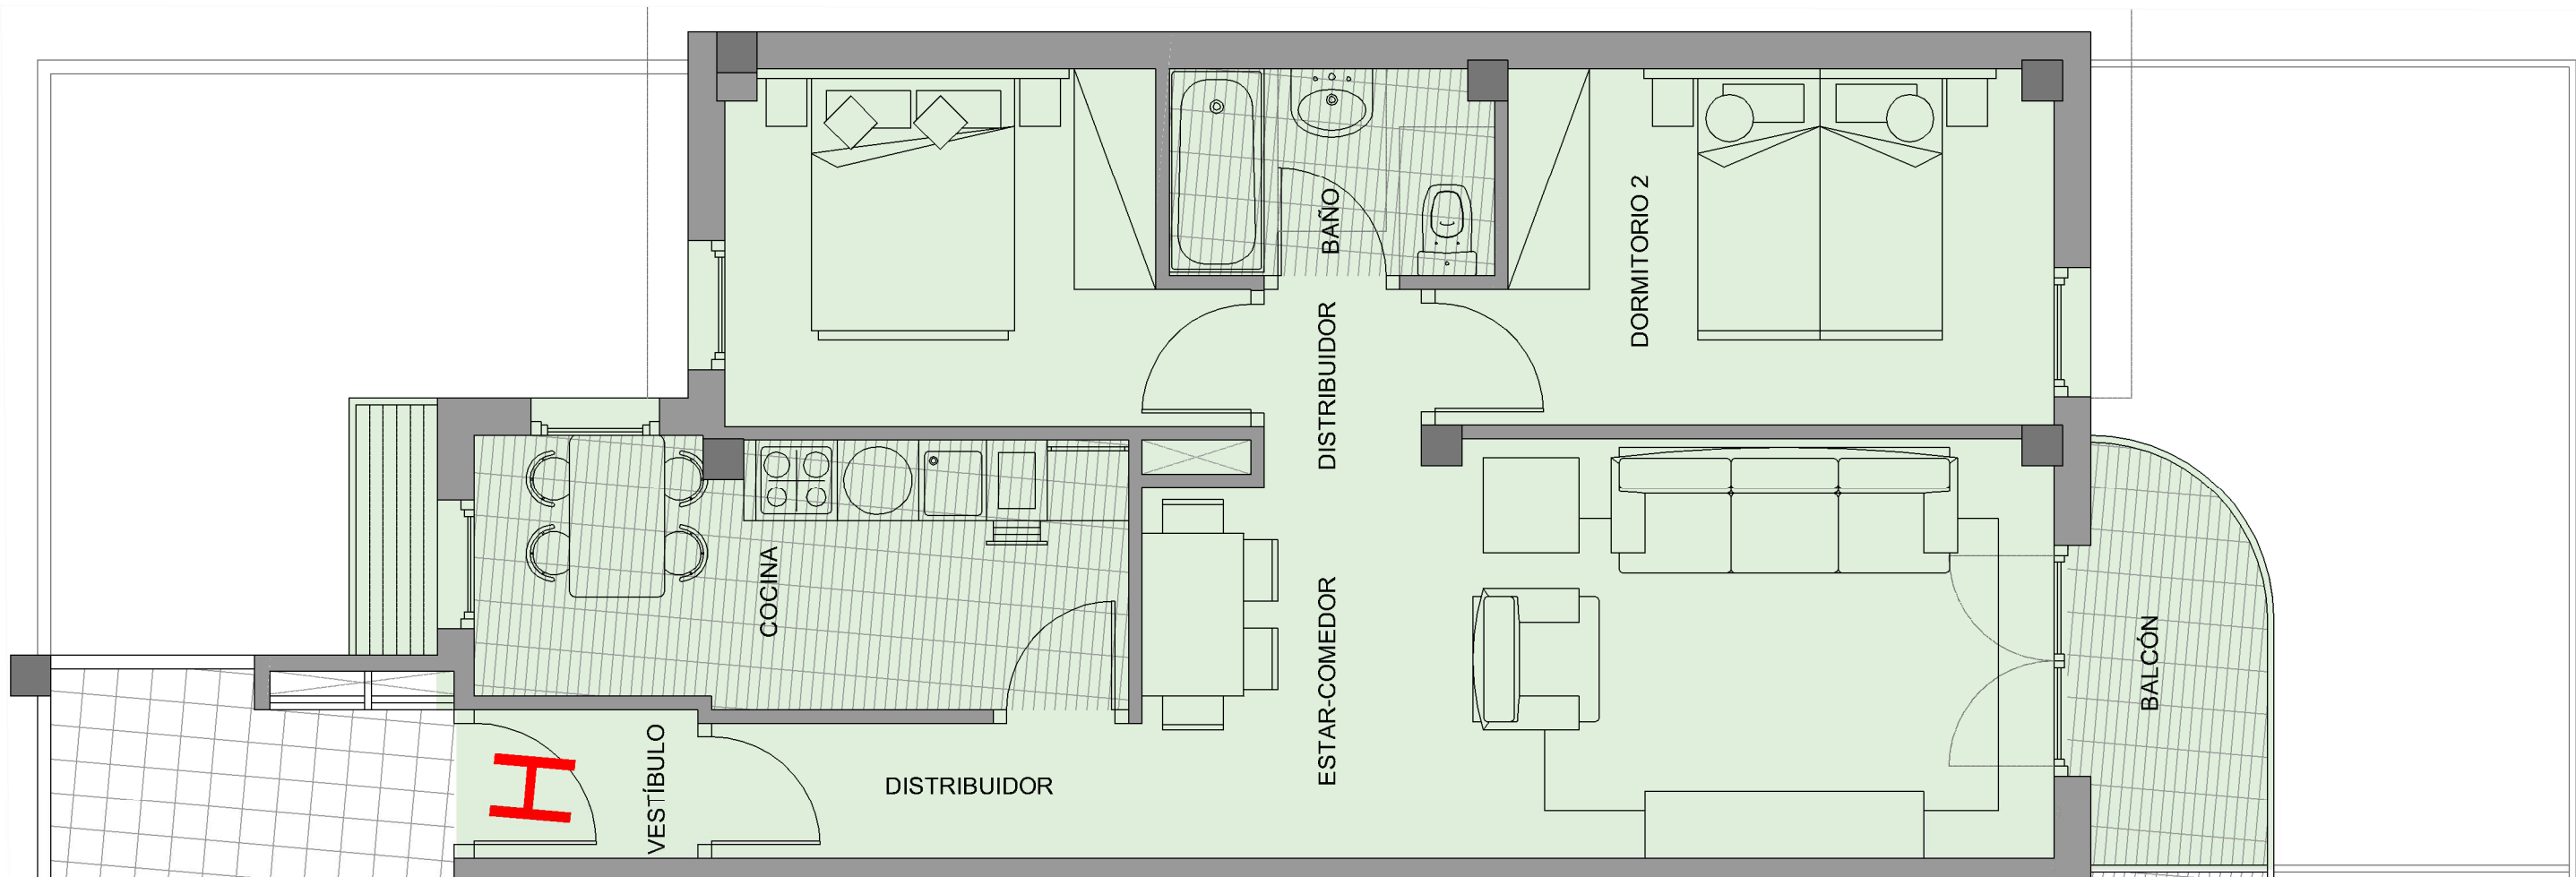 BAÑO
DORMITORIO 2
DISTRIBUIDOR
COCINA
ESTAR-COMEDOR
BALCÓN
VESTÍBULO
DISTRIBUIDOR
H